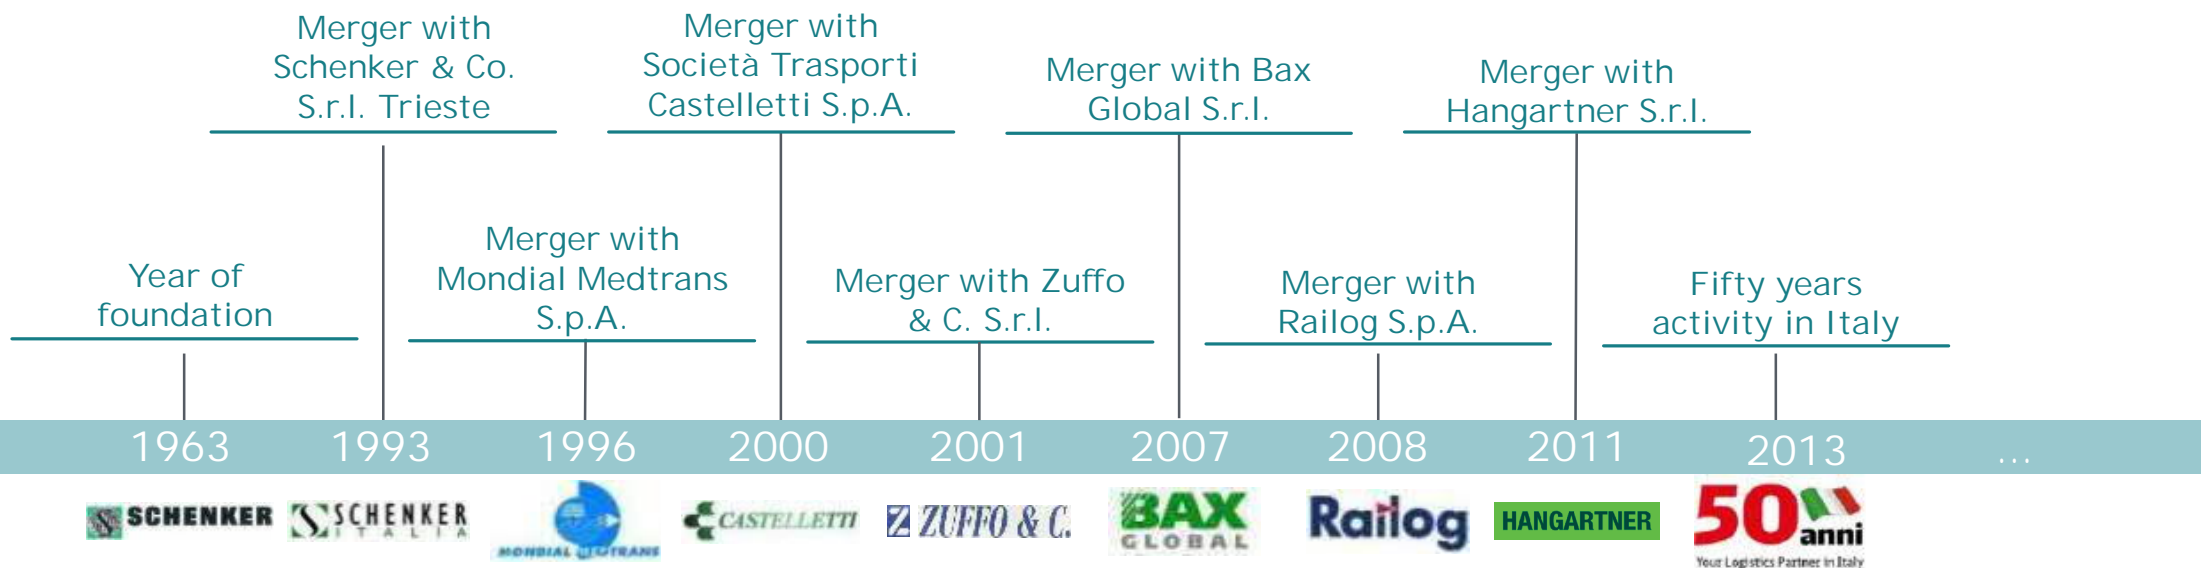 Merger with
Schenker & Co.
S.r.l. Trieste
Merger with
Società Trasporti
Castelletti S.p.A.
Merger with Bax
Global S.r.l.
Merger with
Hangartner S.r.l.
Year of
foundation
Merger with
Mondial Medtrans
S.p.A.
Merger with Zuffo
& C. S.r.l.
Merger with
Railog S.p.A.
Fifty years
activity in Italy
1963 1993 1996 2000 2001 2007 2008 2011 2013 ...
SCHENKER
SCHENKER
ITALIA
MONDIAL MEDTRANS
CASTELLETTI
Z ZUFFO & C.
BAX
GLOBAL
Railog
HANGARTNER
50
anni
Your Logistics Partner in Italy